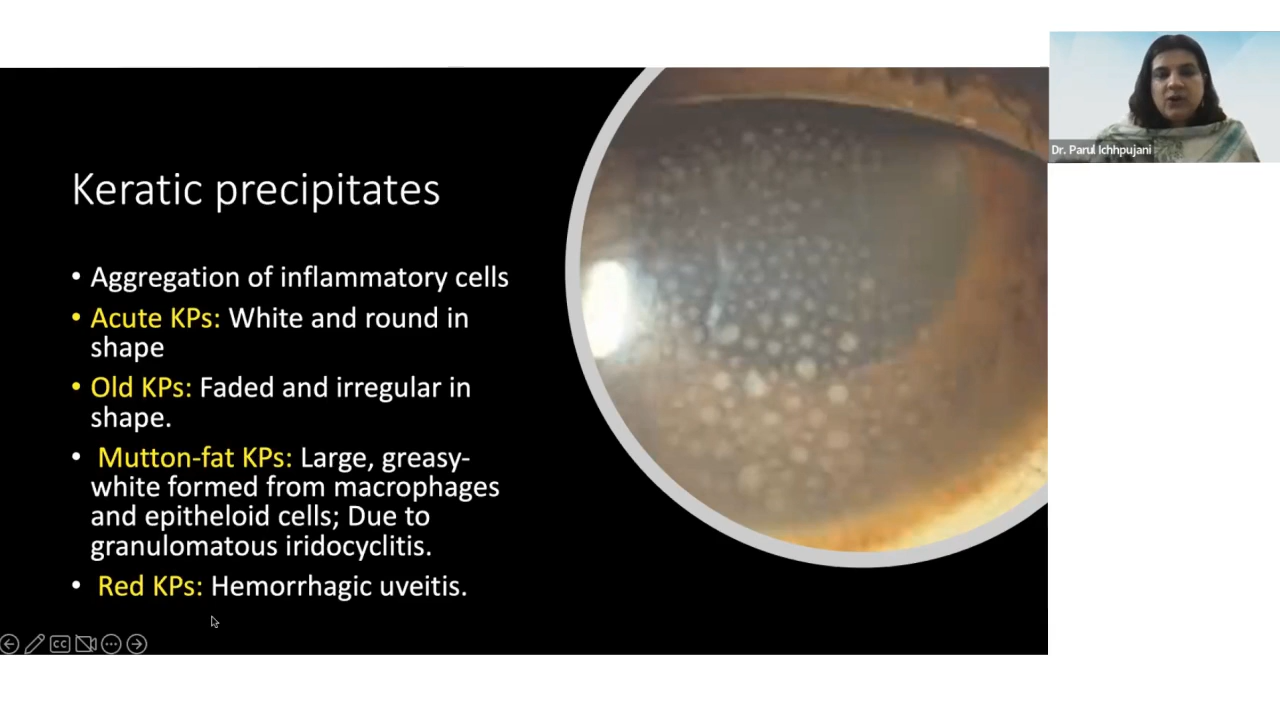 Keratic precipitates
• Aggregation of inflammatory cells
• Acute KPs: White and round in
shape
• Old KPs: Faded and irregular in
shape.
• Mutton-fat KPs: Large, greasy-
white formed from macrophages
and epitheloid cells; Due to
granulomatous iridocyclitis.
• Red KPs: Hemorrhagic uveitis.
CC
Dr. Parul Ichhpujani